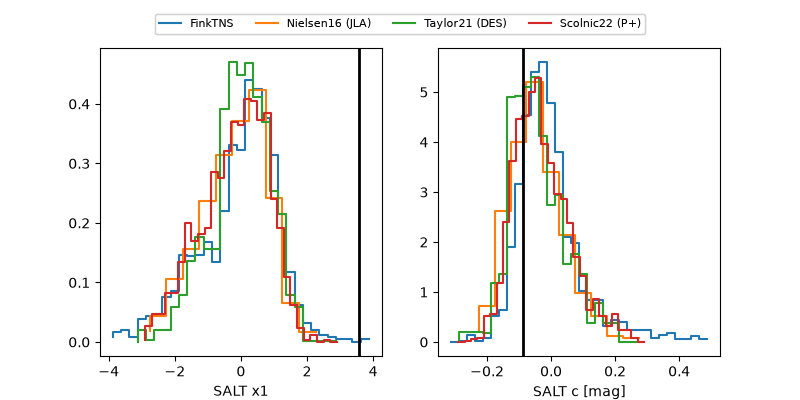 FinkTNS Nielsen16 (JLA) Taylor21 (DES) Scolnic22 (P+)
0.4
0.3
0.2
0.1
0.0
−4 −2 0 2 4
SALT x1
5
4
3
2
1
0
−0.2 0.0 0.2 0.4
SALT c [mag]